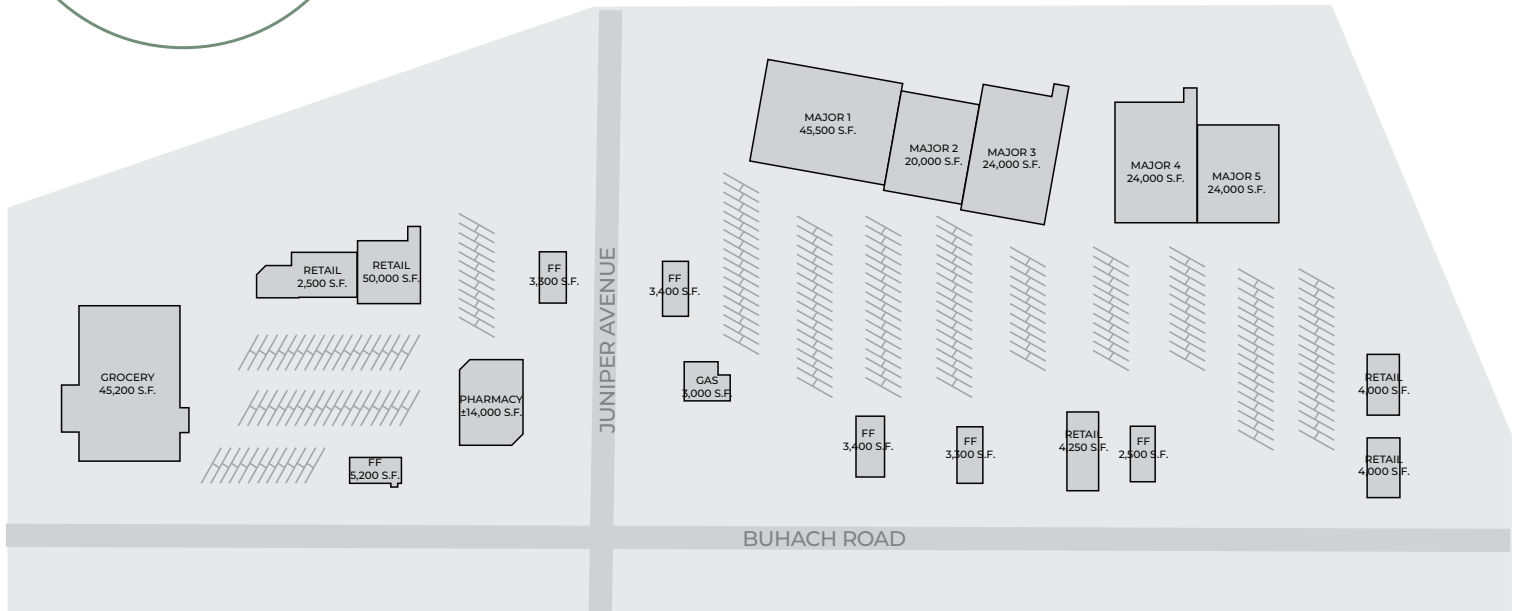 MAJOR 1
45,500 S.F.
MAJOR 2
20,000 S.F.
MAJOR 3
24,000 S.F.
MAJOR 4
24,000 S.F.
MAJOR 5
24,000 S.F.
RETAIL
2,500 S.F.
RETAIL
50,000 S.F.
FF
3,300 S.F.
FF
3,400 S.F.
JUNIPER AVENUE
GROCERY
45,200 S.F.
PHARMACY
±14,000 S.F.
GAS
3,000 S.F.
RETAIL
4,000 S.F.
FF
5,200 S.F.
FF
3,400 S.F.
FF
3,300 S.F.
RETAIL
4,250 S.F.
FF
2,500 S.F.
RETAIL
4,000 S.F.
BUHACH ROAD